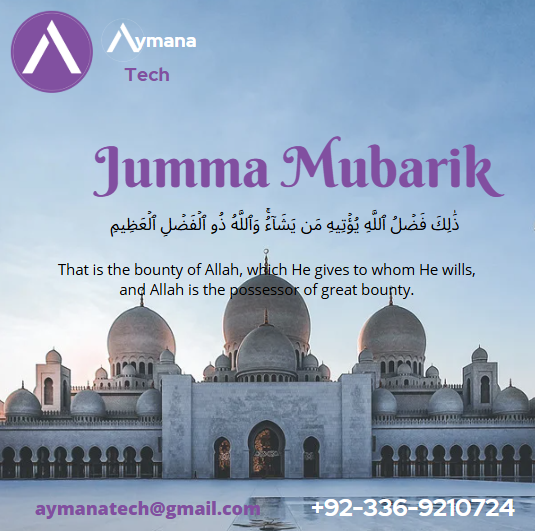 Aymana
Tech
Jumma Mubarik
ذَٰلِكَ فَضۡلُ ٱللَّهِ يُؤۡتِيهِ مَن يَشَآءُۚ وَٱللَّهُ ذُو ٱلۡفَضۡلِ ٱلۡعَظِيمِ
That is the bounty of Allah, which He gives to whom He wills,
and Allah is the possessor of great bounty.
aymanatech@gmail.com
+92-336-9210724